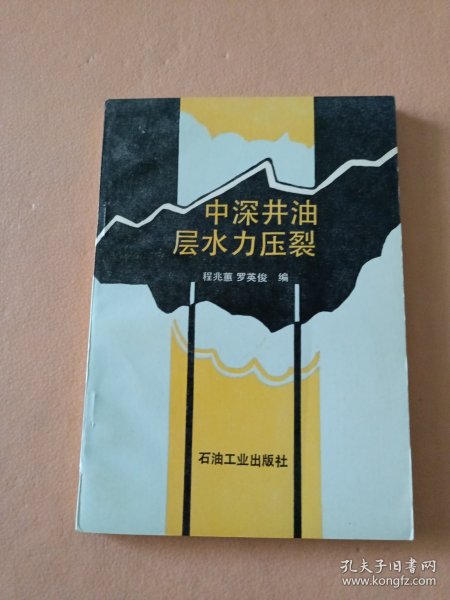 中深井油
层水力压裂
程兆蕙 罗英俊 编
石油工业出版社
孔夫子旧书网
www.kongfz.com